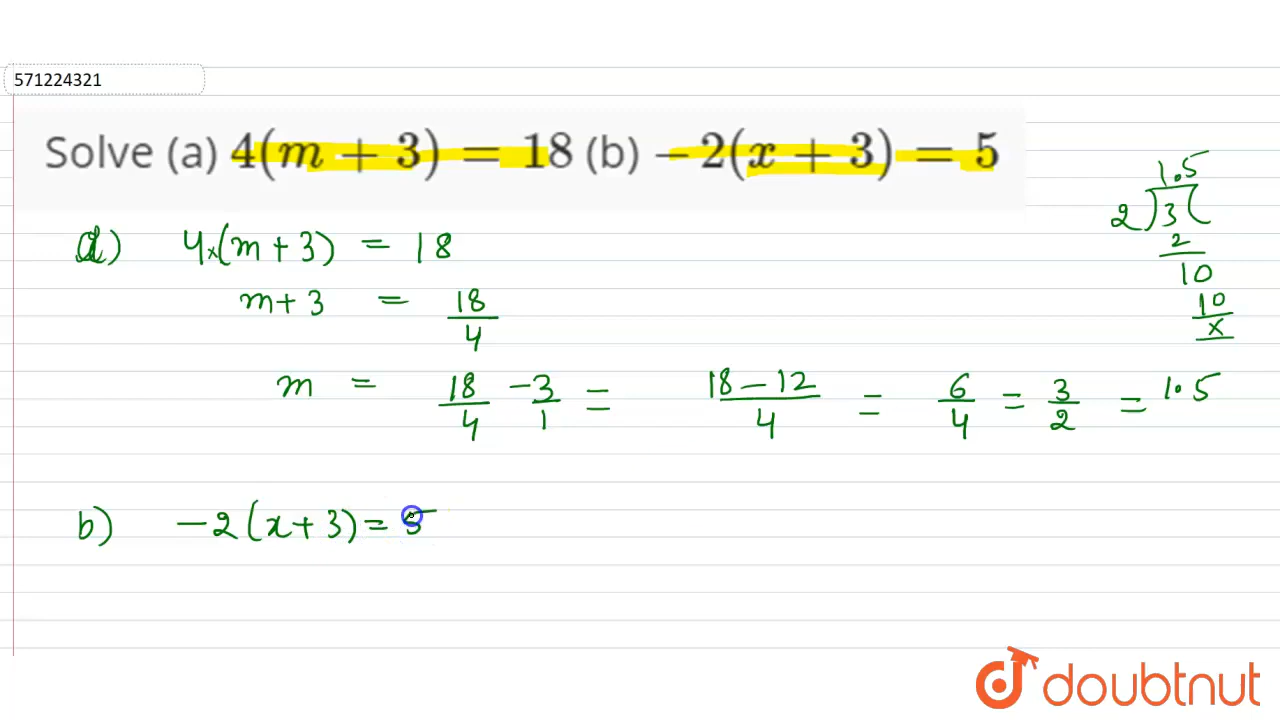 571224321
Solve (a) 4(m + 3) = 18 (b) −2(x + 3) = 5
a) 4×(m + 3) = 18
m + 3 = 18/4
m = 18/4 − 3/1 = (18 − 12)/4 = 6/4 = 3/2 = 1.5
1.5
2 ) 3 (
2
10
10
×
b) −2(x + 3) = 5
doubtnut